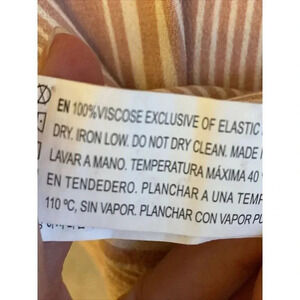 EN 100%VISCOSE EXCLUSIVE OF ELASTIC
DRY. IRON LOW. DO NOT DRY CLEAN. MADE
LAVAR A MANO. TEMPERATURA MÁXIMA 40 º
EN TENDEDERO. PLANCHAR A UNA TEMP
110 ºC, SIN VAPOR. PLANCHAR CON VAPOR PU